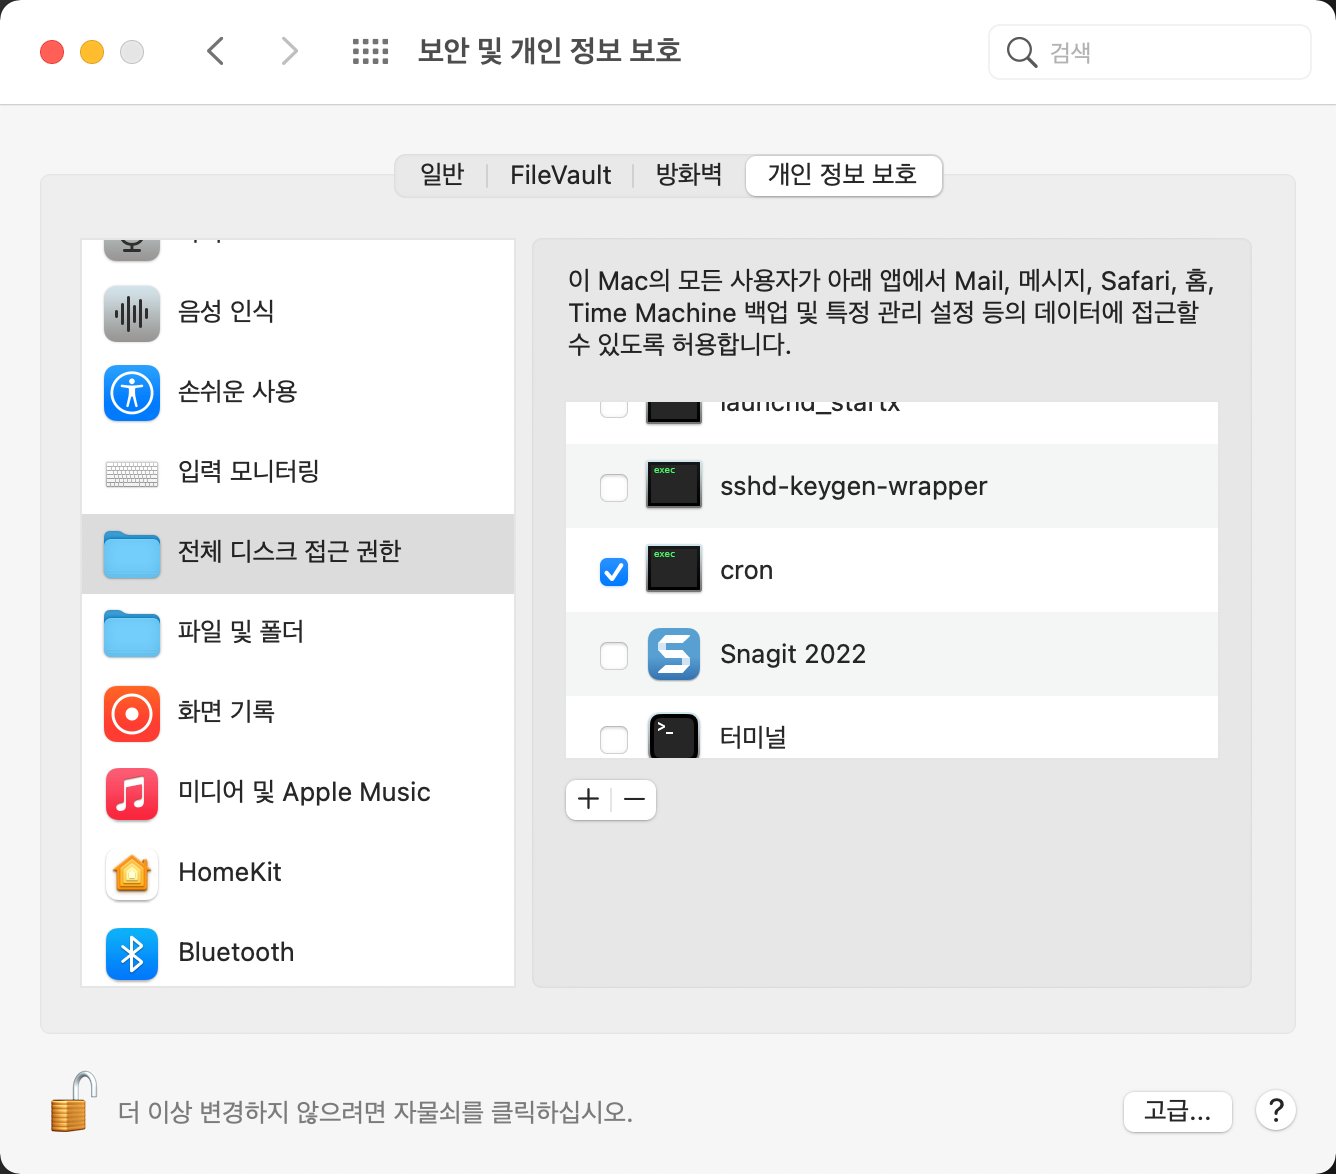 보안 및 개인 정보 보호
검색
일반
FileVault
방화벽
개인 정보 보호
음성 인식
손쉬운 사용
입력 모니터링
전체 디스크 접근 권한
파일 및 폴더
화면 기록
미디어 및 Apple Music
HomeKit
Bluetooth
이 Mac의 모든 사용자가 아래 앱에서 Mail, 메시지, Safari, 홈,
Time Machine 백업 및 특정 관리 설정 등의 데이터에 접근할
수 있도록 허용합니다.
launchd_startx
exec
sshd-keygen-wrapper
exec
cron
Snagit 2022
>_
터미널
더 이상 변경하지 않으려면 자물쇠를 클릭하십시오.
고급...
?